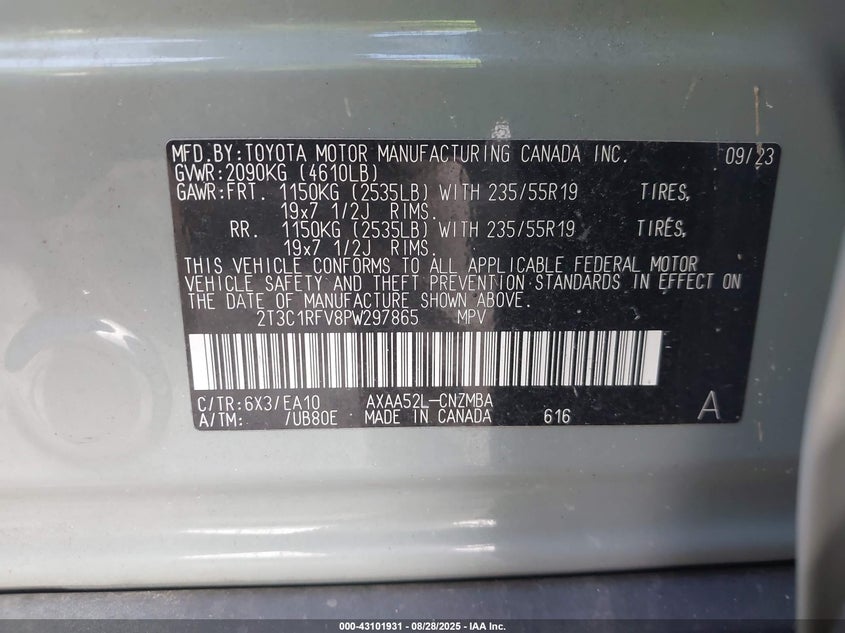 MFD.BY:TOYOTA MOTOR MANUFACTURING CANADA INC. 09/23
GVWR:2090KG (4610LB)
GAWR:FRT. 1150KG (2535LB) WITH 235/55R19 TIRES,
19x7 1/2J RIMS.
RR. 1150KG (2535LB) WITH 235/55R19 TIRES,
19x7 1/2J RIMS.
THIS VEHICLE CONFORMS TO ALL APPLICABLE FEDERAL MOTOR
VEHICLE SAFETY AND THEFT PREVENTION STANDARDS IN EFFECT ON
THE DATE OF MANUFACTURE SHOWN ABOVE.
2T3C1RFV8PW297865 MPV
C/TR:6X3/EA10 AXAA52L-CNZMBA
A/TM: /UB80E MADE IN CANADA 616 A
000-43101931 - 08/28/2025 - IAA Inc.